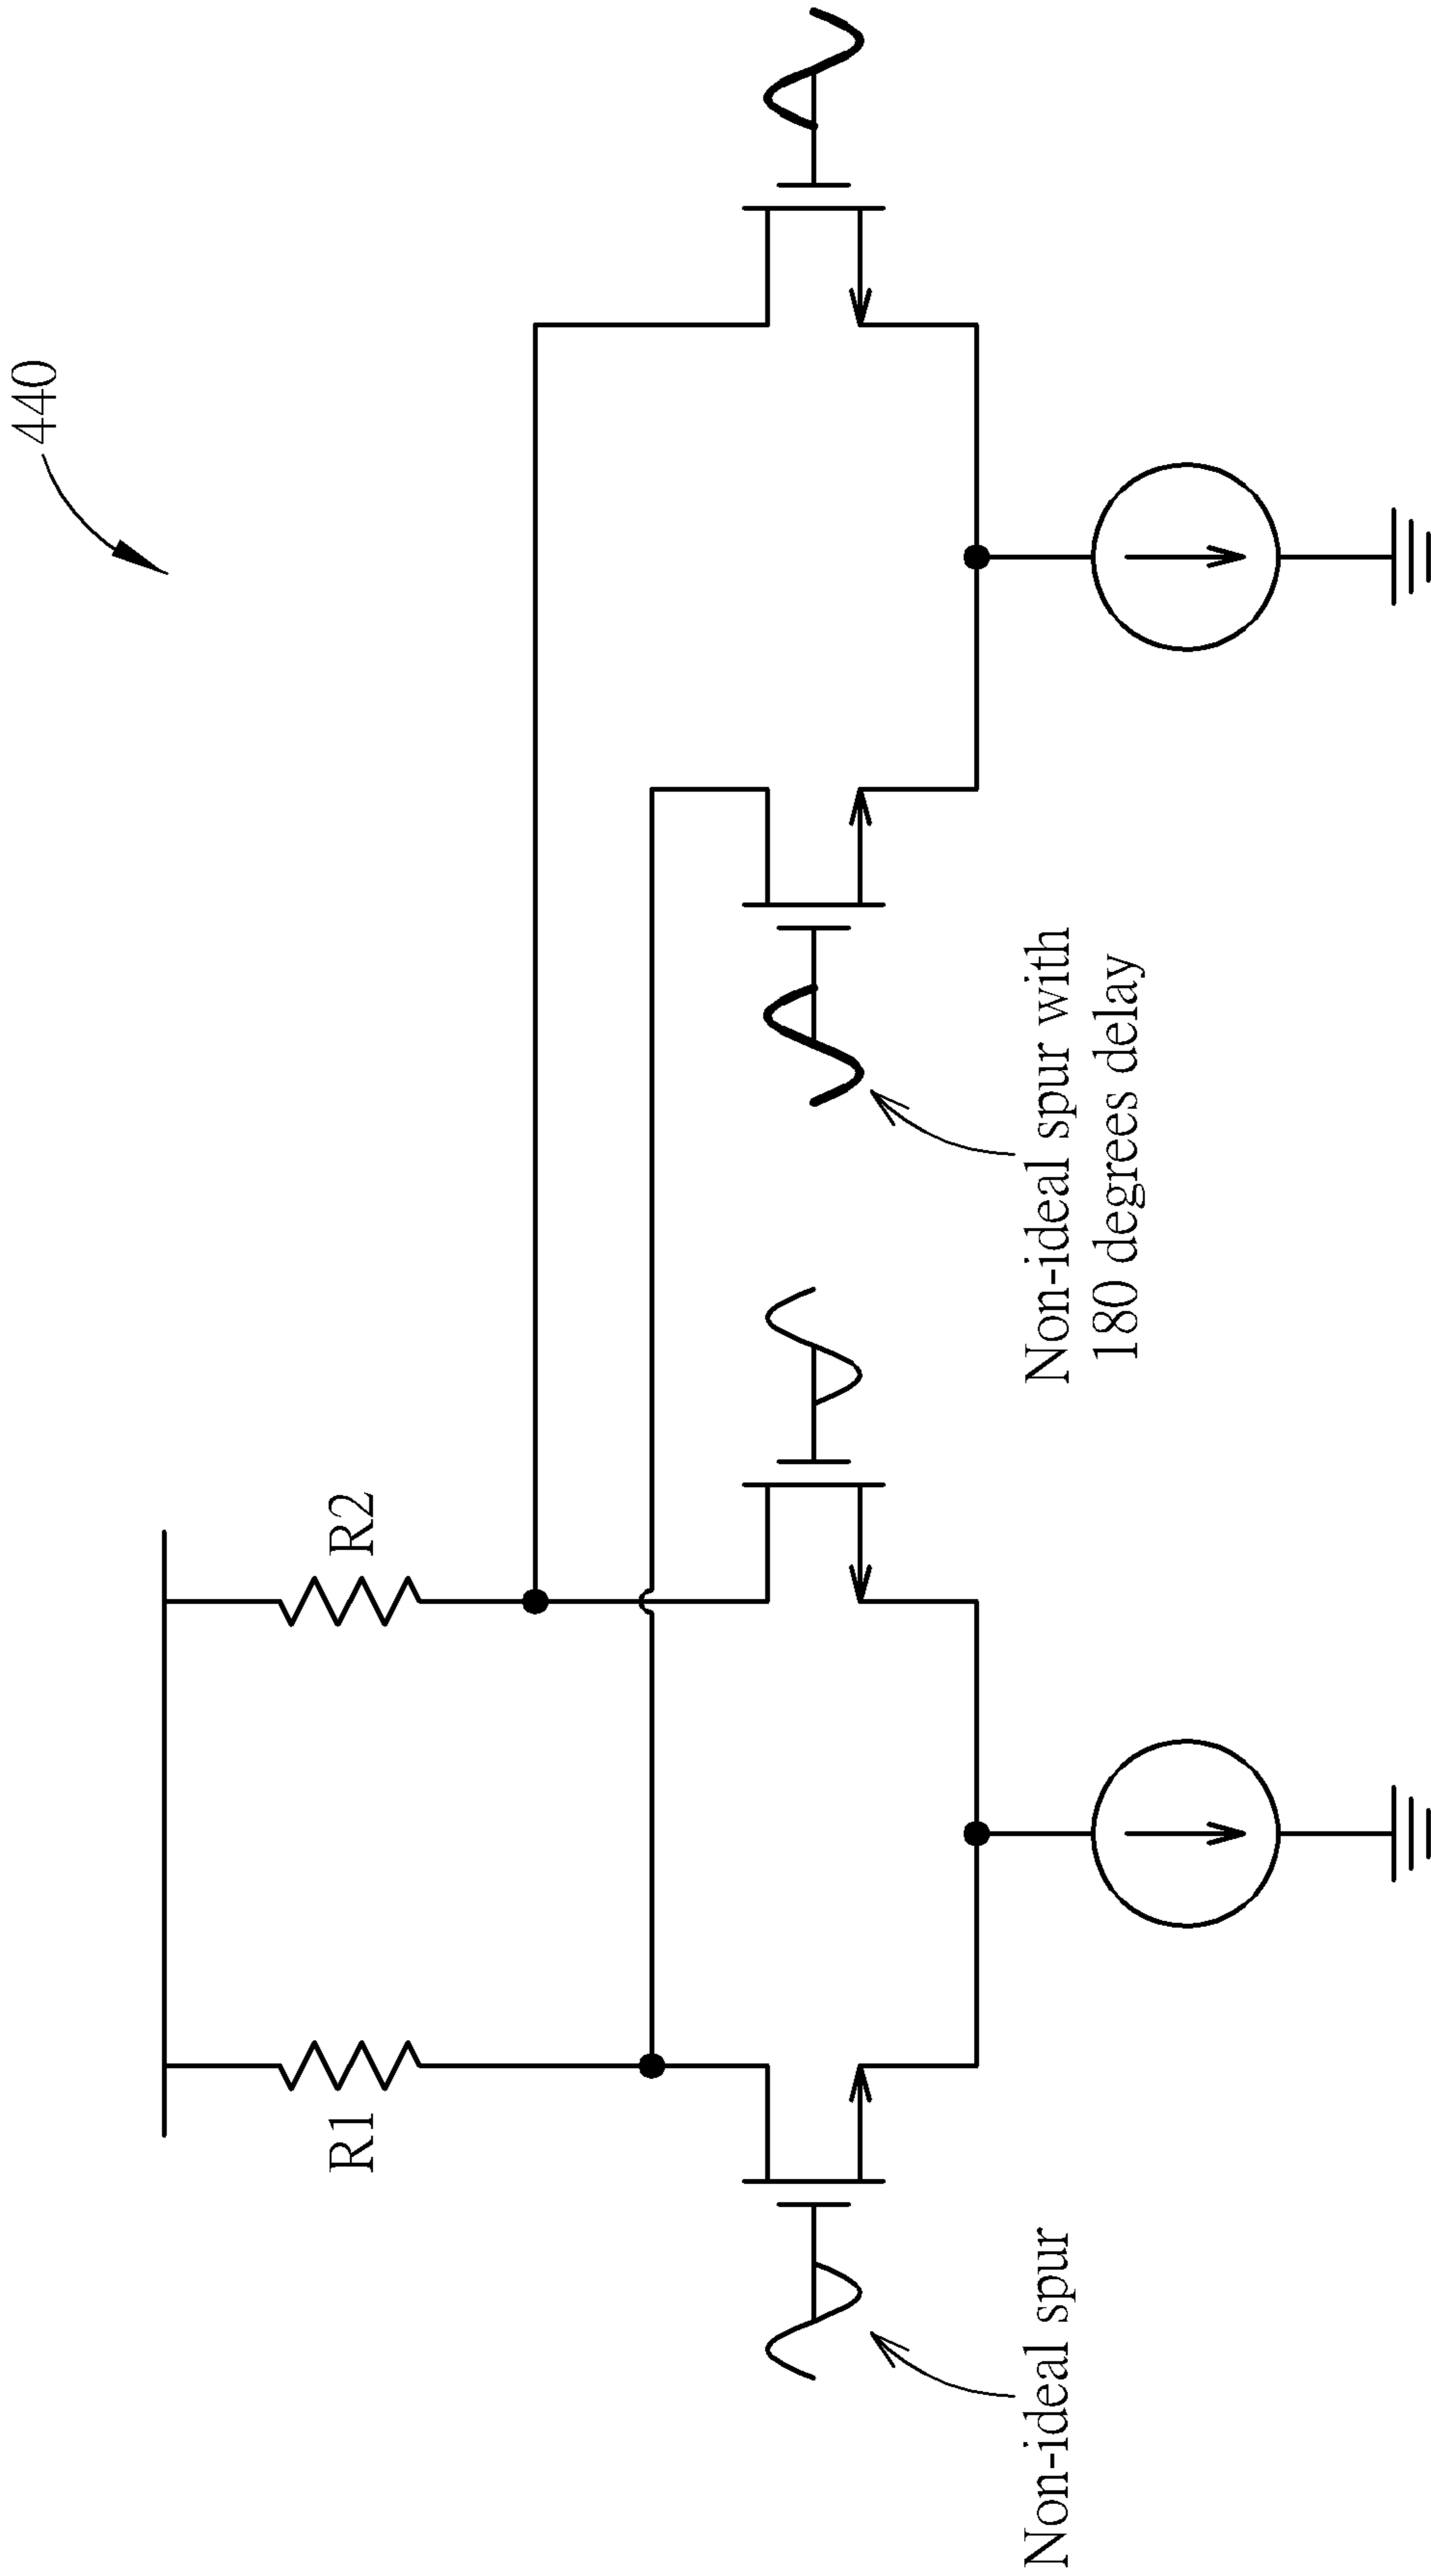 440
R1
R2
Non-ideal spur
Non-ideal spur with
180 degrees delay